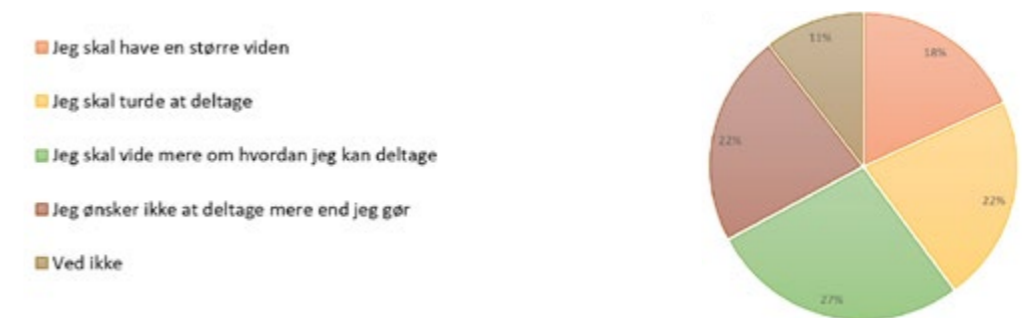 Jeg skal have en større viden
Jeg skal turde at deltage
Jeg skal vide mere om hvordan jeg kan deltage
Jeg ønsker ikke at deltage mere end jeg gør
Ved ikke
11%
18%
22%
22%
27%